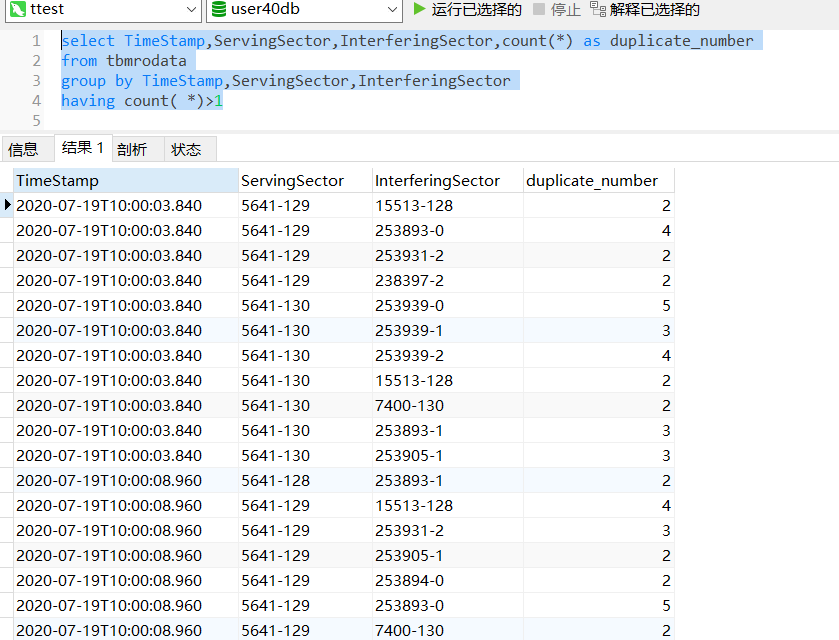 ttest user40db 运行已选择的 停止 解释已选择的
1 select TimeStamp,ServingSector,InterferingSector,count(*) as duplicate_number
2 from tbmrodata
3 group by TimeStamp,ServingSector,InterferingSector
4 having count( *)>1
5
信息 结果 1 剖析 状态
TimeStamp ServingSector InterferingSector duplicate_number
2020-07-19T10:00:03.840 5641-129 15513-128 2
2020-07-19T10:00:03.840 5641-129 253893-0 4
2020-07-19T10:00:03.840 5641-129 253931-2 2
2020-07-19T10:00:03.840 5641-129 238397-2 2
2020-07-19T10:00:03.840 5641-130 253939-0 5
2020-07-19T10:00:03.840 5641-130 253939-1 3
2020-07-19T10:00:03.840 5641-130 253939-2 4
2020-07-19T10:00:03.840 5641-130 15513-128 2
2020-07-19T10:00:03.840 5641-130 7400-130 2
2020-07-19T10:00:03.840 5641-130 253893-1 3
2020-07-19T10:00:03.840 5641-130 253905-1 3
2020-07-19T10:00:08.960 5641-128 253893-1 2
2020-07-19T10:00:08.960 5641-129 15513-128 4
2020-07-19T10:00:08.960 5641-129 253931-2 3
2020-07-19T10:00:08.960 5641-129 253905-1 2
2020-07-19T10:00:08.960 5641-129 253894-0 2
2020-07-19T10:00:08.960 5641-129 253893-0 5
2020-07-19T10:00:08.960 5641-129 7400-130 2